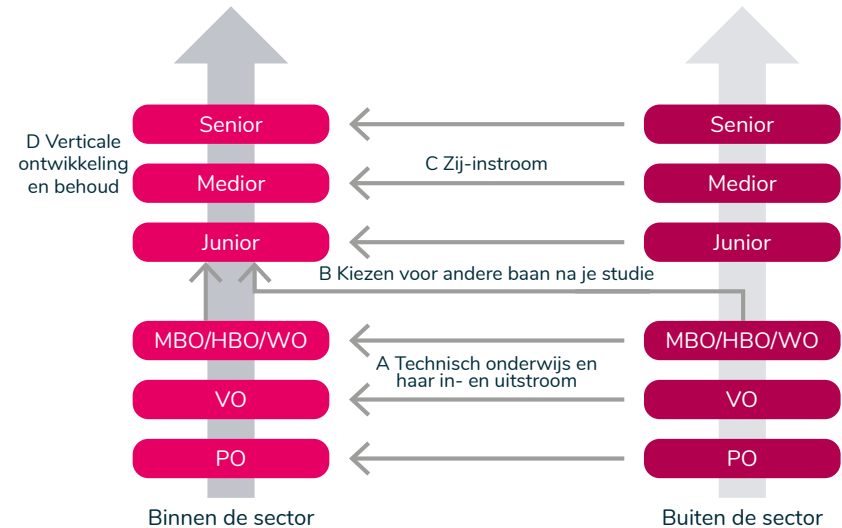 Senior
Senior
D Verticale
ontwikkeling
en behoud
C Zij-instroom
Medior
Medior
Junior
Junior
B Kiezen voor andere baan na je studie
MBO/HBO/WO
MBO/HBO/WO
A Technisch onderwijs en
haar in- en uitstroom
VO
VO
PO
PO
Binnen de sector
Buiten de sector